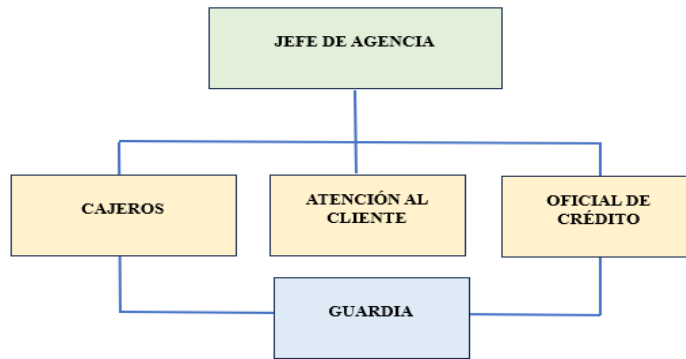 JEFE DE AGENCIA
CAJEROS
ATENCIÓN AL
CLIENTE
OFICIAL DE
CRÉDITO
GUARDIA